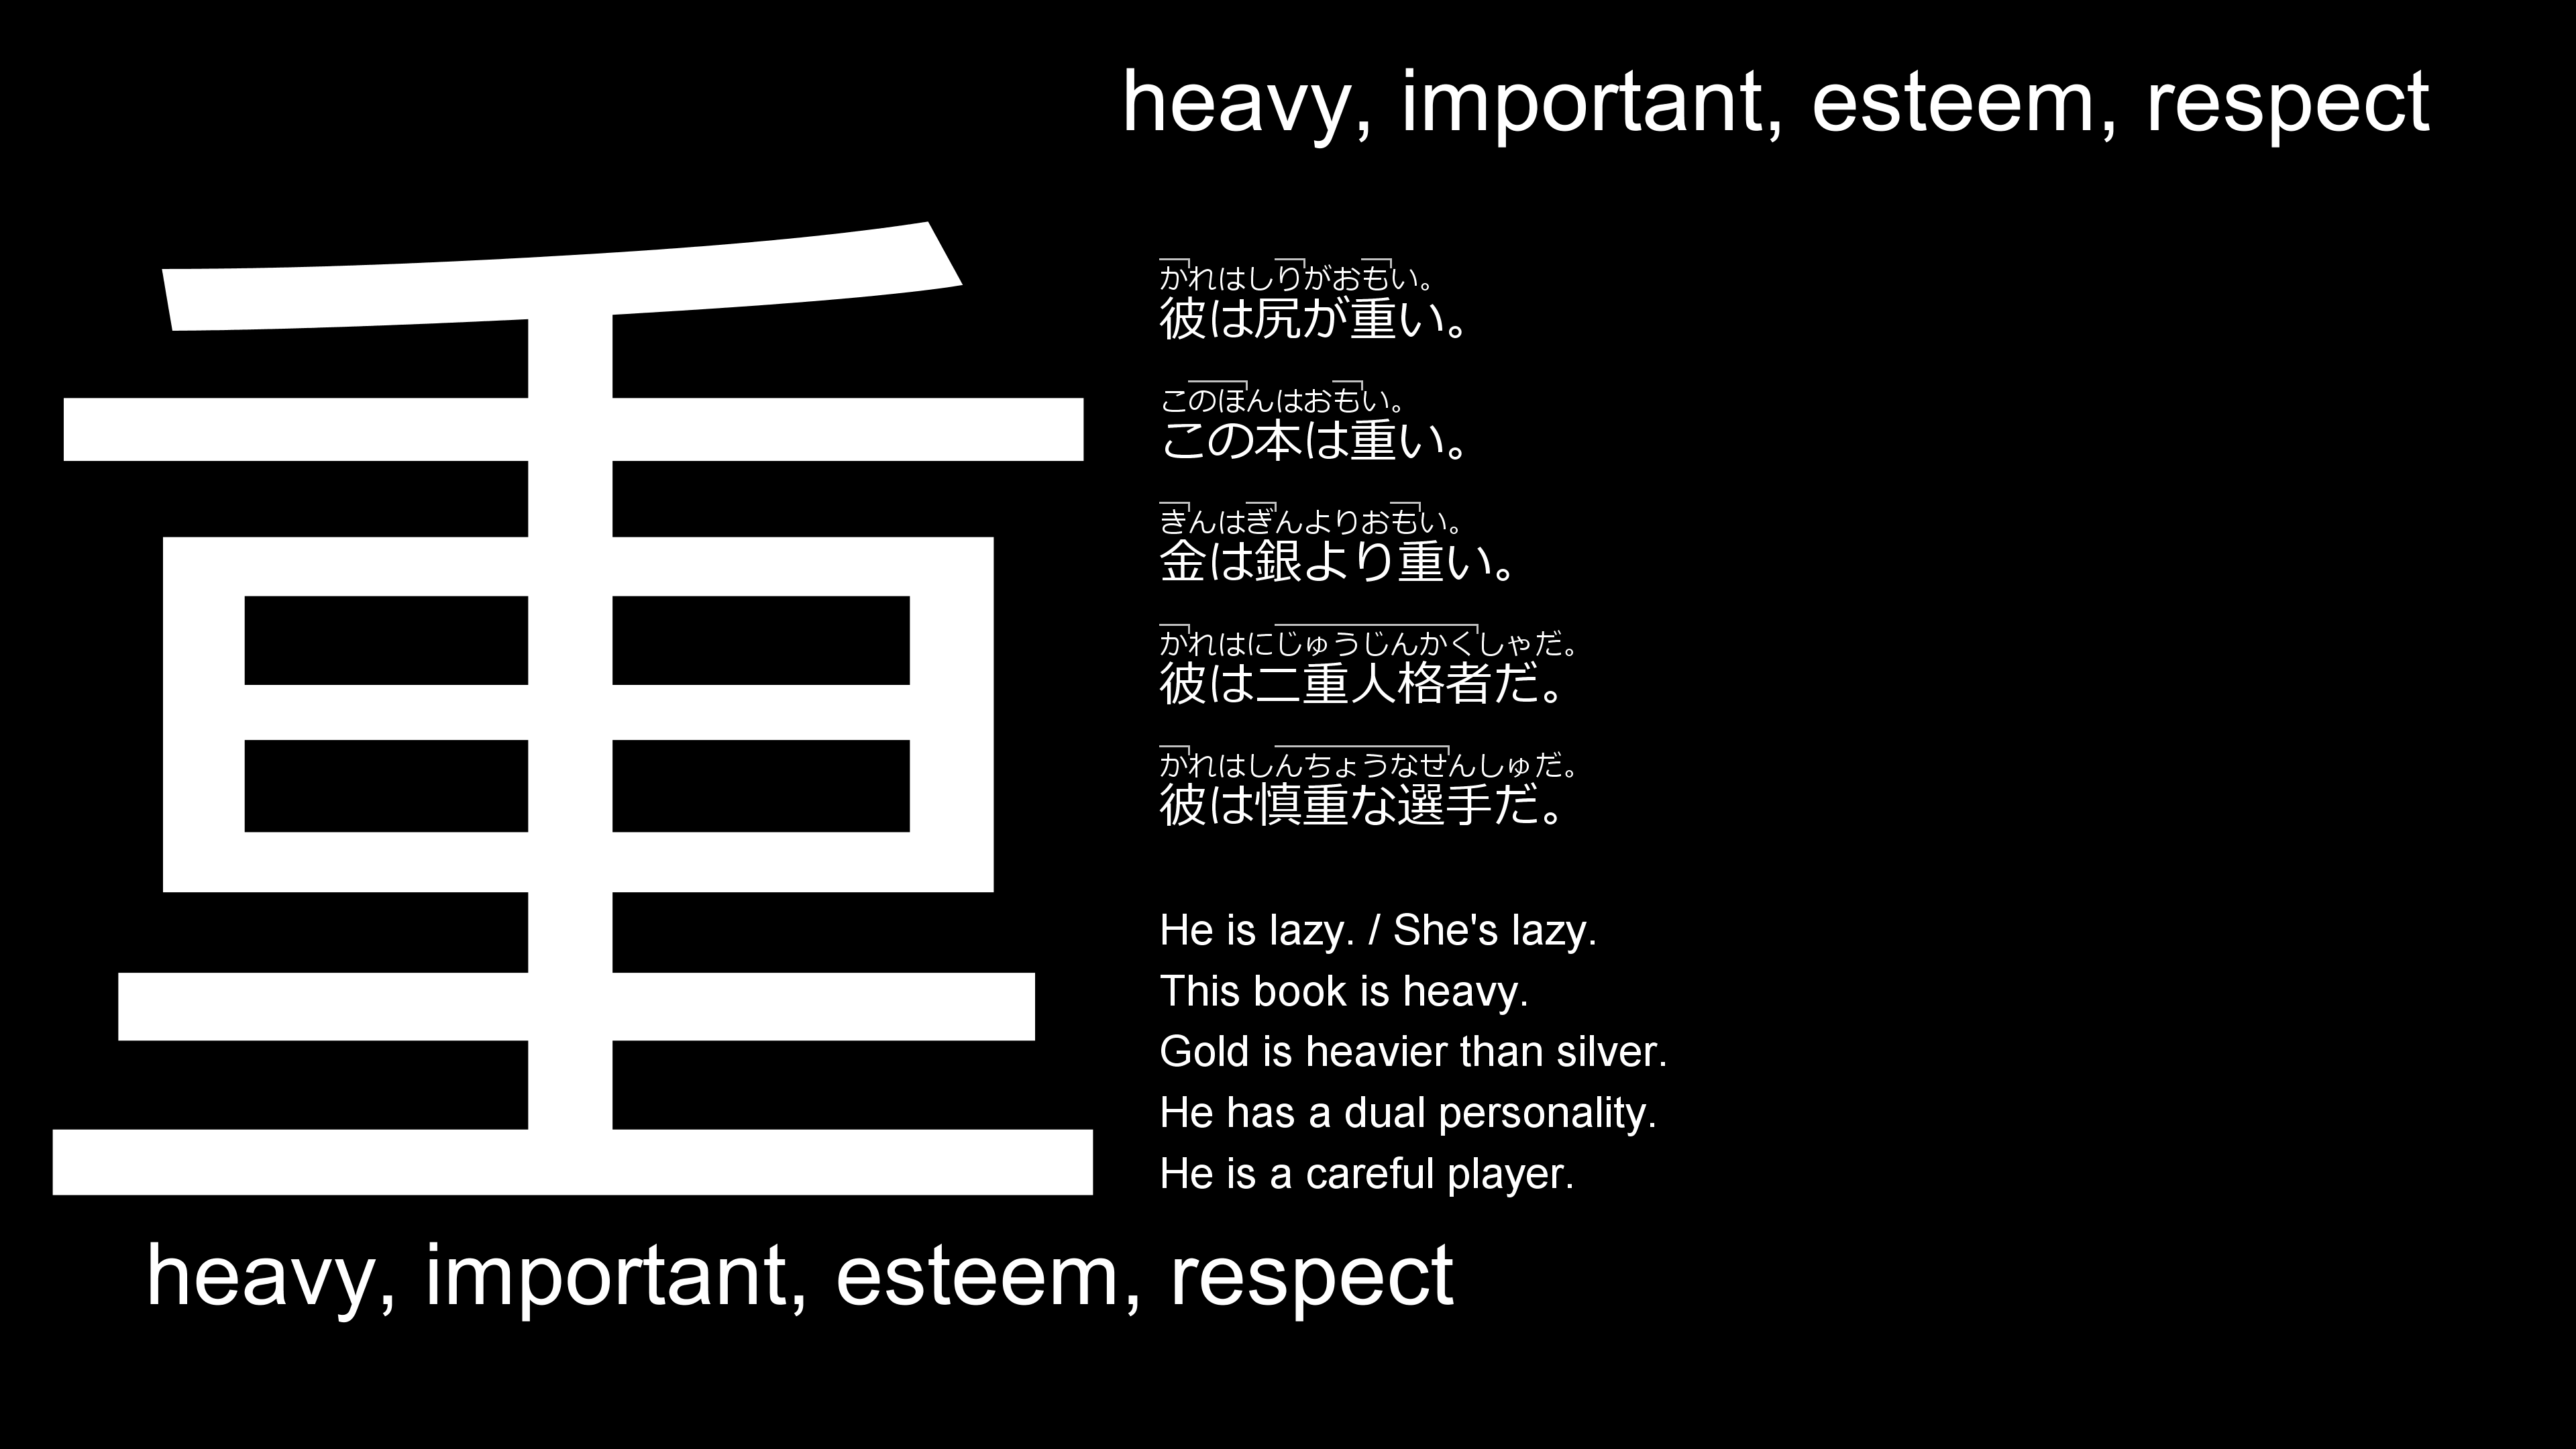 heavy, important, esteem, respect
重
かれはしりがおもい。
彼は尻が重い。
このほんはおもい。
この本は重い。
きんはぎんよりおもい。
金は銀より重い。
かれはにじゅうじんかくしゃだ。
彼は二重人格者だ。
かれはしんちょうなせんしゅだ。
彼は慎重な選手だ。
He is lazy. / She's lazy.
This book is heavy.
Gold is heavier than silver.
He has a dual personality.
He is a careful player.
heavy, important, esteem, respect